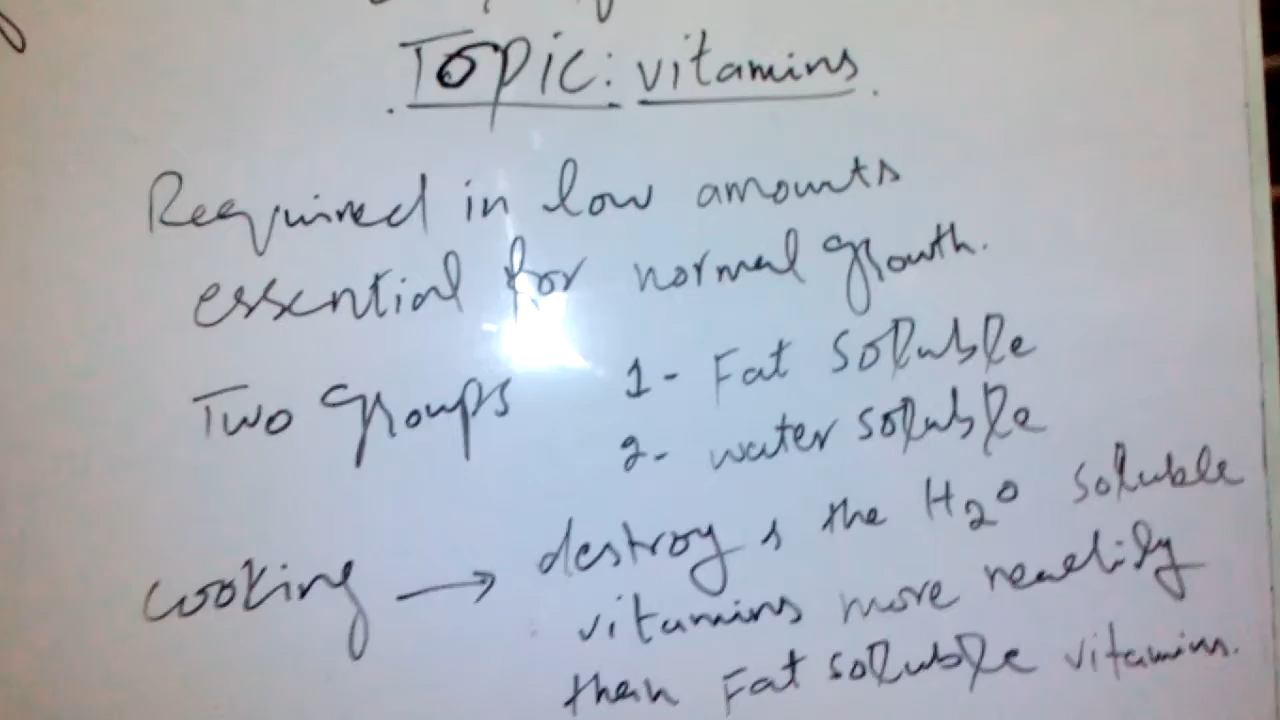 Topic: vitamins.
Required in low amounts
essential for normal growth.
Two Groups 1- Fat soluble
2- water soluble
cooking → destroys the H2O soluble
vitamins more readily
than Fat soluble vitamins.